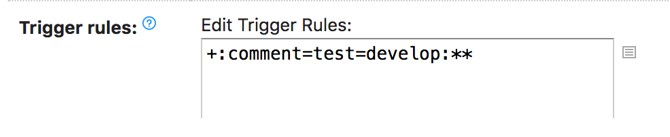 Trigger rules: ?
Edit Trigger Rules:
+:comment=test=develop:**